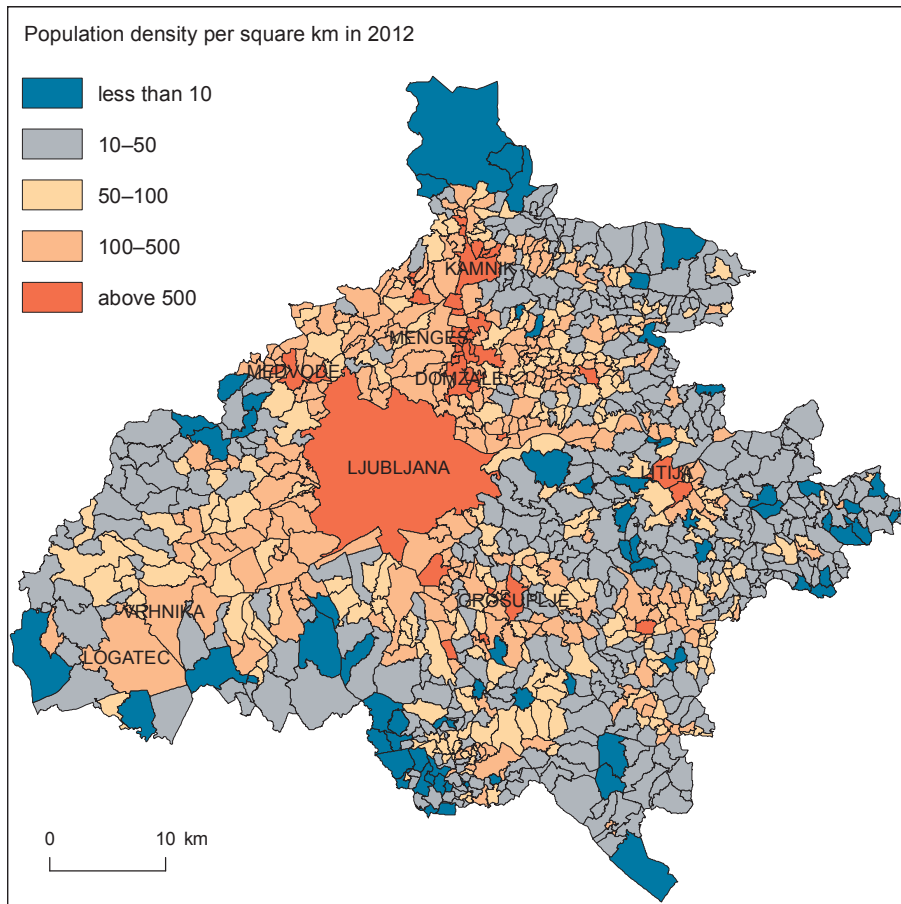 Population density per square km in 2012
less than 10
10–50
50–100
100–500
above 500
KAMNIK
MENGEŠ
MEDVODE
DOMŽALE
LJUBLJANA
LITIJA
GROSUPLJE
VRHNIKA
LOGATEC
0 10 km